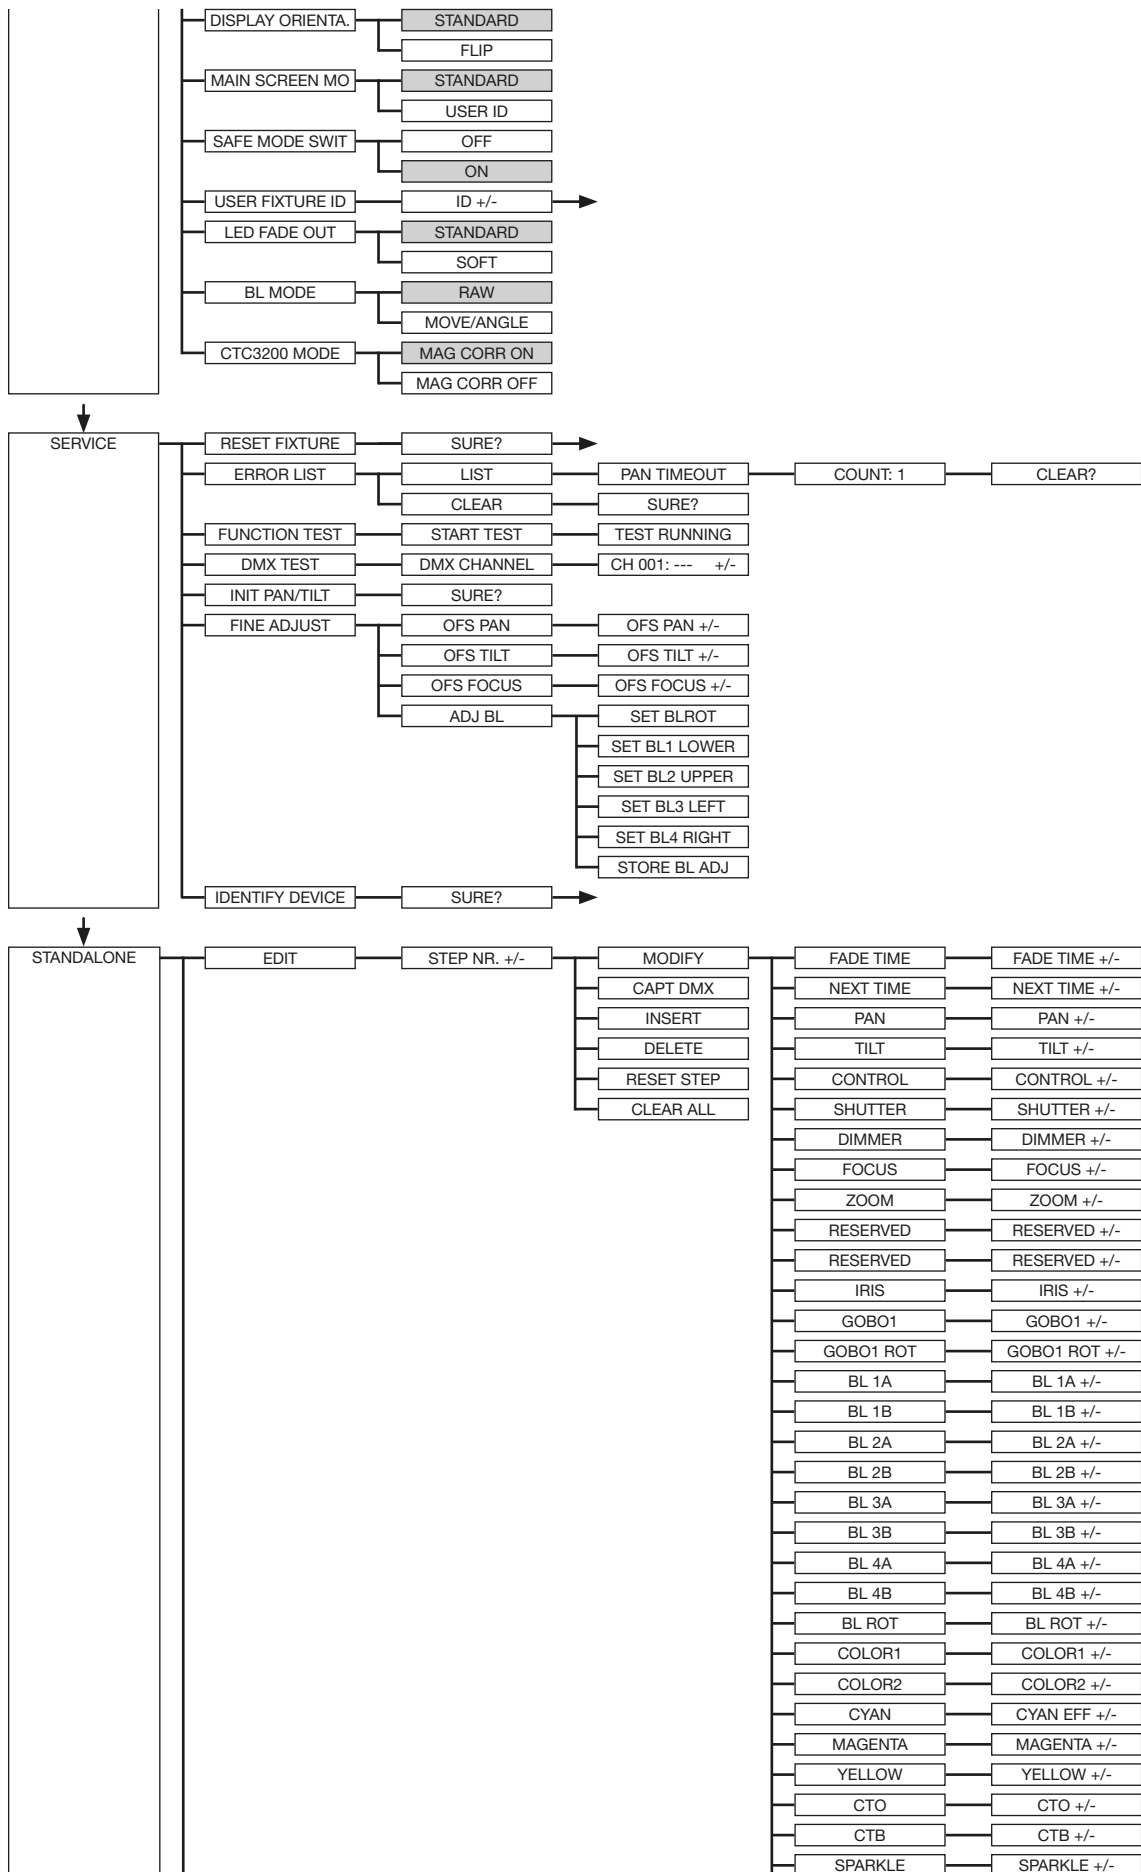 DISPLAY ORIENTA. STANDARD
FLIP
MAIN SCREEN MO STANDARD
USER ID
SAFE MODE SWIT OFF
ON
USER FIXTURE ID ID +/-
LED FADE OUT STANDARD
SOFT
BL MODE RAW
MOVE/ANGLE
CTC3200 MODE MAG CORR ON
MAG CORR OFF
SERVICE RESET FIXTURE SURE?
ERROR LIST LIST PAN TIMEOUT COUNT: 1 CLEAR?
CLEAR SURE?
FUNCTION TEST START TEST TEST RUNNING
DMX TEST DMX CHANNEL CH 001: --- +/-
INIT PAN/TILT SURE?
FINE ADJUST OFS PAN OFS PAN +/-
OFS TILT OFS TILT +/-
OFS FOCUS OFS FOCUS +/-
ADJ BL SET BLROT
SET BL1 LOWER
SET BL2 UPPER
SET BL3 LEFT
SET BL4 RIGHT
STORE BL ADJ
IDENTIFY DEVICE SURE?
STANDALONE EDIT STEP NR. +/- MODIFY FADE TIME FADE TIME +/-
CAPT DMX NEXT TIME NEXT TIME +/-
INSERT PAN PAN +/-
DELETE TILT TILT +/-
RESET STEP CONTROL CONTROL +/-
CLEAR ALL SHUTTER SHUTTER +/-
DIMMER DIMMER +/-
FOCUS FOCUS +/-
ZOOM ZOOM +/-
RESERVED RESERVED +/-
RESERVED RESERVED +/-
IRIS IRIS +/-
GOBO1 GOBO1 +/-
GOBO1 ROT GOBO1 ROT +/-
BL 1A BL 1A +/-
BL 1B BL 1B +/-
BL 2A BL 2A +/-
BL 2B BL 2B +/-
BL 3A BL 3A +/-
BL 3B BL 3B +/-
BL 4A BL 4A +/-
BL 4B BL 4B +/-
BL ROT BL ROT +/-
COLOR1 COLOR1 +/-
COLOR2 COLOR2 +/-
CYAN CYAN EFF +/-
MAGENTA MAGENTA +/-
YELLOW YELLOW +/-
CTO CTO +/-
CTB CTB +/-
SPARKLE SPARKLE +/-